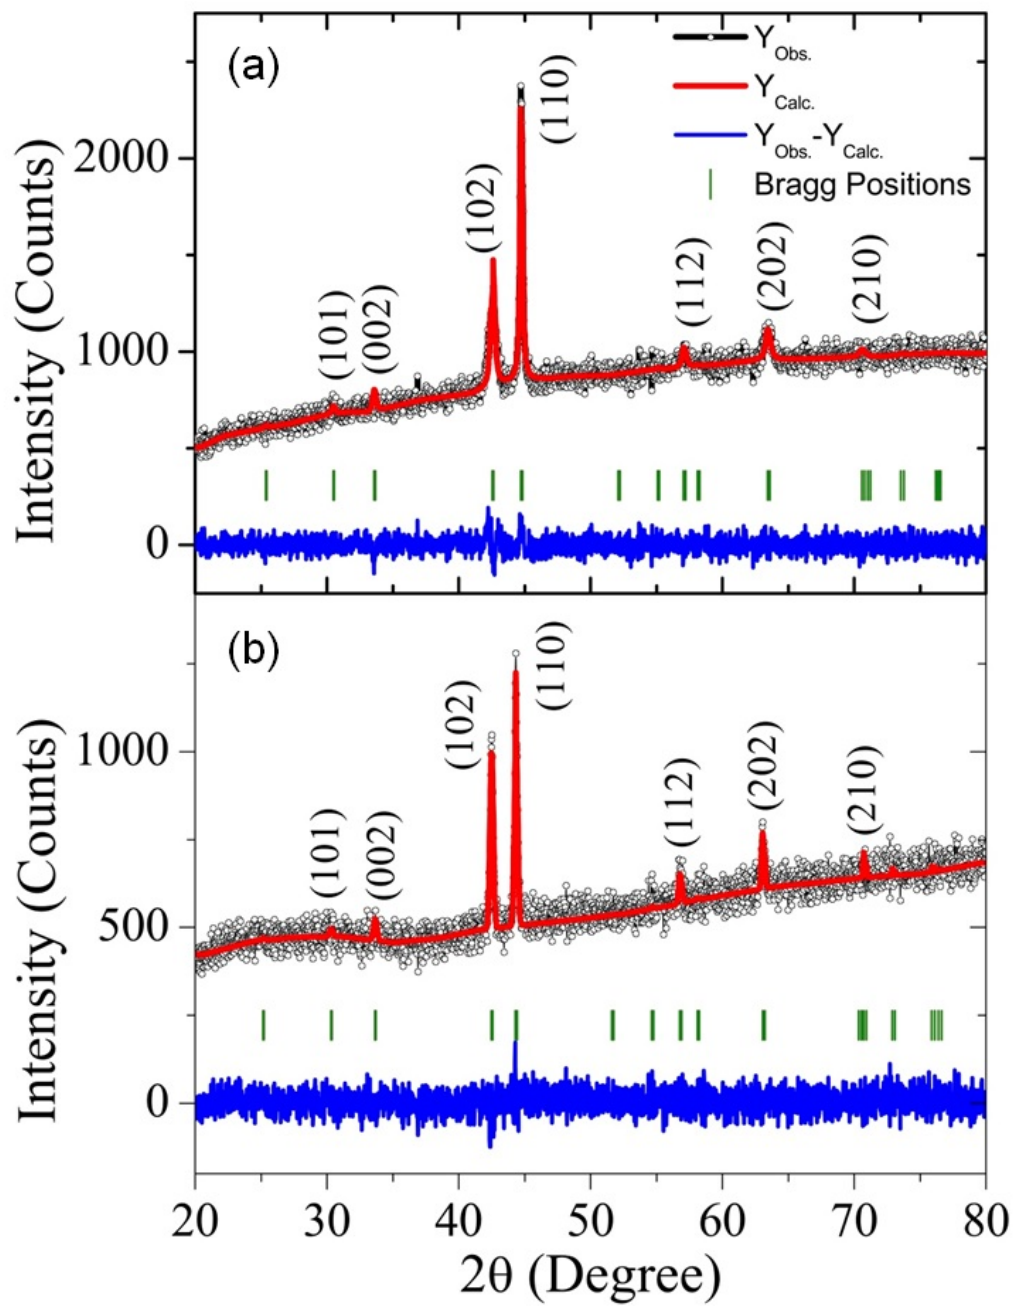 (a)
Y Obs.
Y Calc.
Y Obs. -Y Calc.
Bragg Positions
Intensity (Counts)
2000
1000
0
(101)
(002)
(102)
(110)
(112)
(202)
(210)
(b)
Intensity (Counts)
1000
500
0
(101)
(002)
(102)
(110)
(112)
(202)
(210)
20 30 40 50 60 70 80
2θ (Degree)